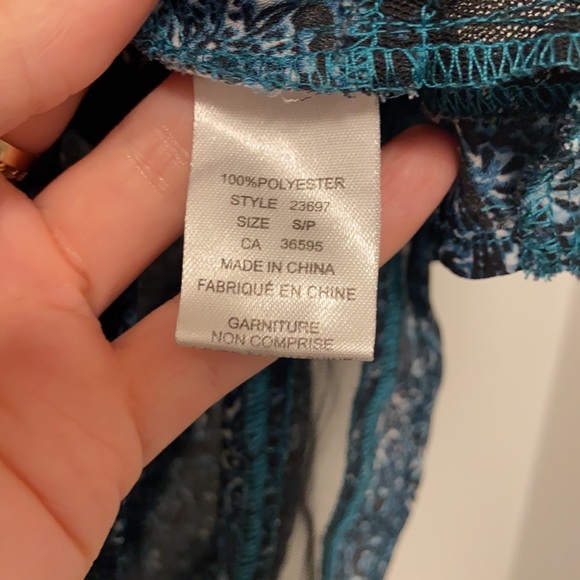 100%POLYESTER
STYLE 23697
SIZE S/P
CA 36595
MADE IN CHINA
FABRIQUÉ EN CHINE
GARNITURE
NON COMPRISE